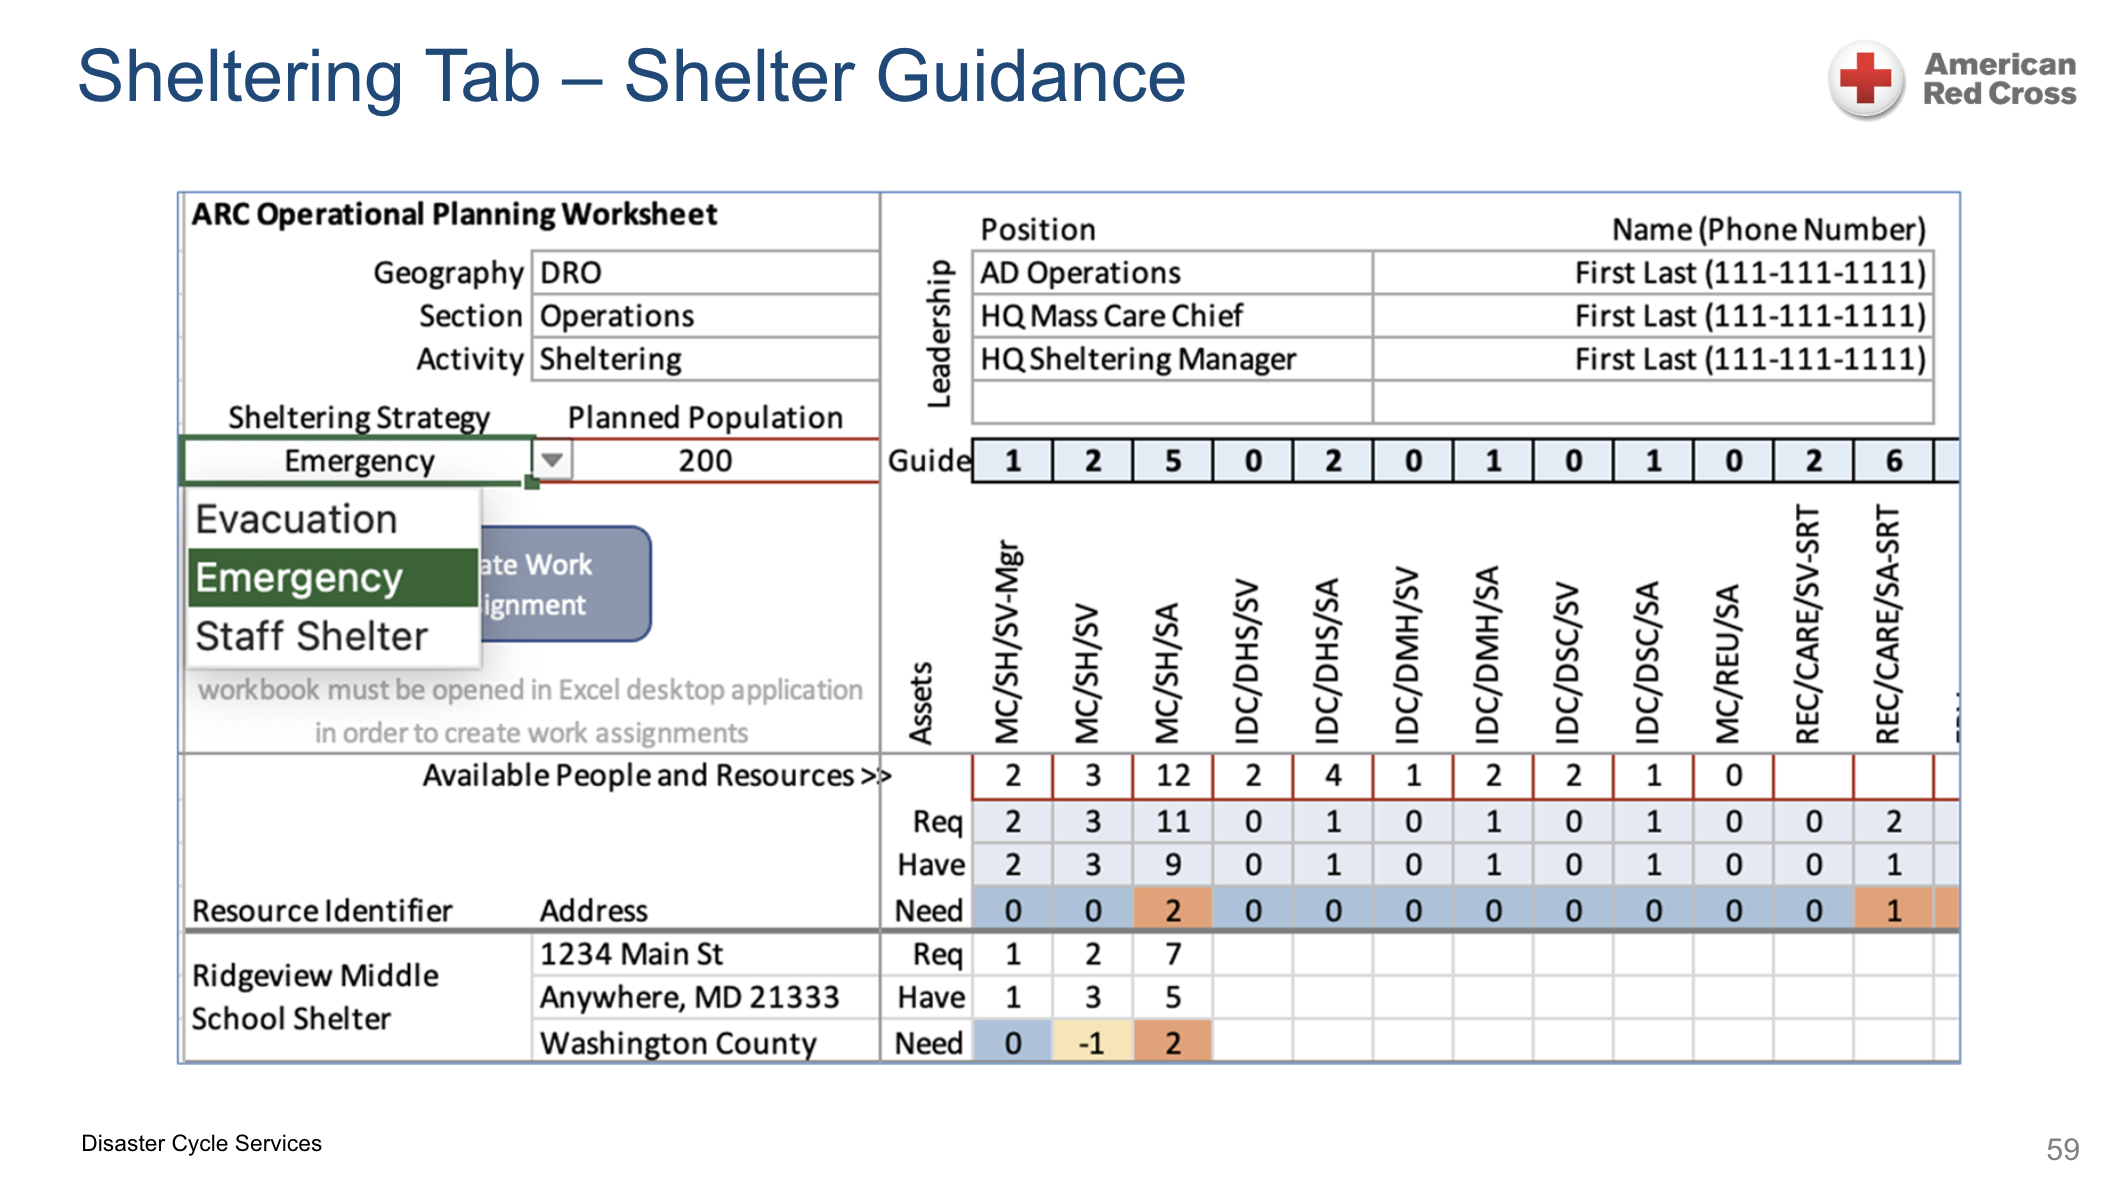 Sheltering Tab – Shelter Guidance
American
Red Cross
ARC Operational Planning Worksheet
Geography DRO
Section Operations
Activity Sheltering
Sheltering Strategy Planned Population
Emergency 200
Evacuation
Emergency
Staff Shelter
ate Work
ignment
workbook must be opened in Excel desktop application
in order to create work assignments
Leadership
Position Name (Phone Number)
AD Operations First Last (111-111-1111)
HQ Mass Care Chief First Last (111-111-1111)
HQ Sheltering Manager First Last (111-111-1111)
Guide 1 2 5 0 2 0 1 0 1 0 2 6
Assets
MC/SH/SV-Mgr
MC/SH/SV
MC/SH/SA
IDC/DHS/SV
IDC/DHS/SA
IDC/DMH/SV
IDC/DMH/SA
IDC/DSC/SV
IDC/DSC/SA
MC/REU/SA
REC/CARE/SV-SRT
REC/CARE/SA-SRT
Available People and Resources >> 2 3 12 2 4 1 2 2 1 0
Req 2 3 11 0 1 0 1 0 1 0 0 2
Have 2 3 9 0 1 0 1 0 1 0 0 1
Resource Identifier Address Need 0 0 2 0 0 0 0 0 0 0 0 1
Ridgeview Middle
School Shelter
1234 Main St Req 1 2 7
Anywhere, MD 21333 Have 1 3 5
Washington County Need 0 -1 2
Disaster Cycle Services
59